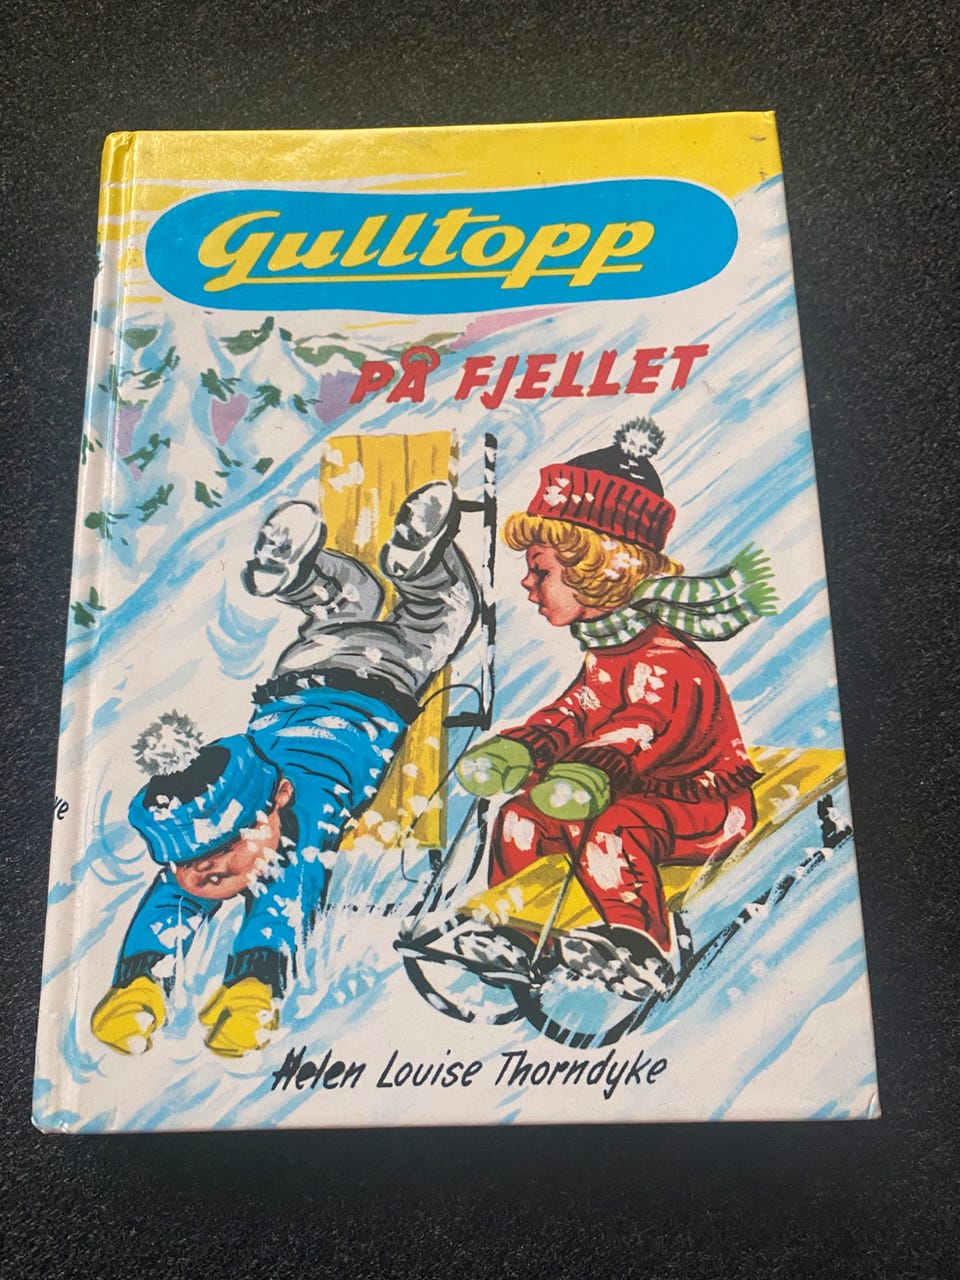 Gulltopp
PÅ FJELLET
Helen Louise Thorndyke